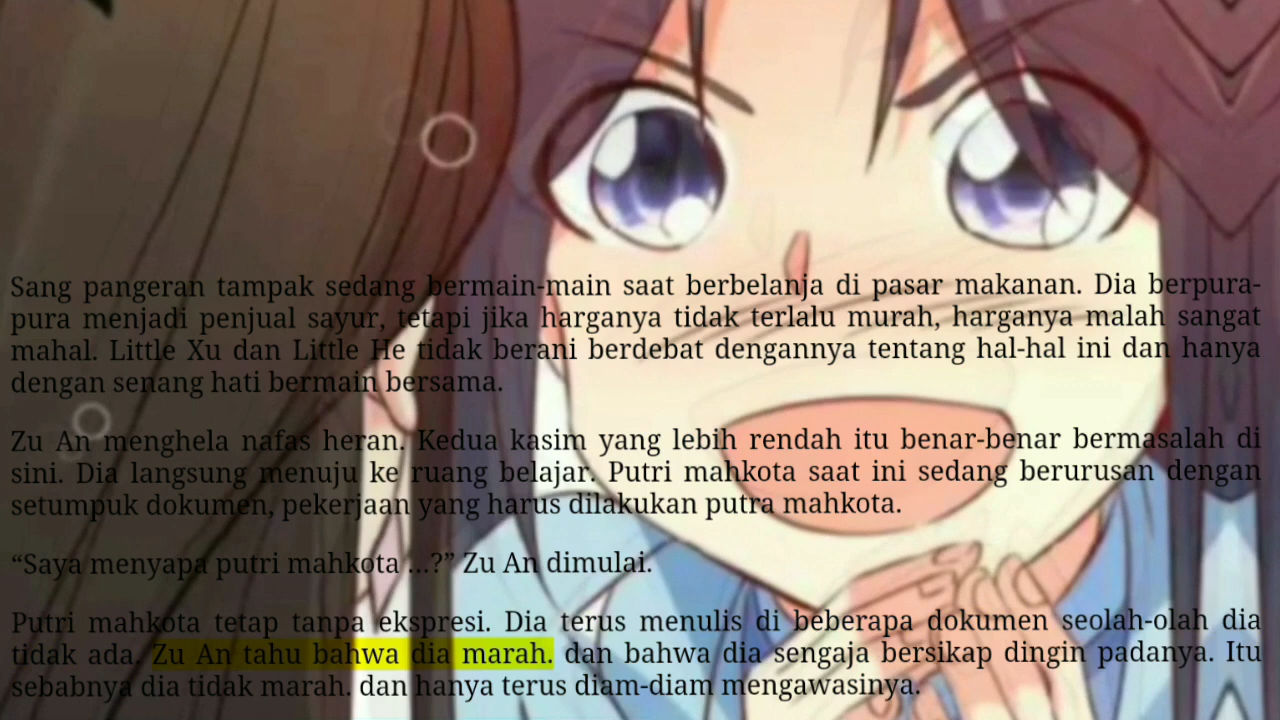 Sang pangeran tampak sedang bermain-main saat berbelanja di pasar makanan. Dia berpura-
pura menjadi penjual sayur, tetapi jika harganya tidak terlalu murah, harganya malah sangat
mahal. Little Xu dan Little He tidak berani berdebat dengannya tentang hal-hal ini dan hanya
dengan senang hati bermain bersama.
Zu An menghela nafas heran. Kedua kasim yang lebih rendah itu benar-benar bermasalah di
sini. Dia langsung menuju ke ruang belajar. Putri mahkota saat ini sedang berurusan dengan
setumpuk dokumen, pekerjaan yang harus dilakukan putra mahkota.
“Saya menyapa putri mahkota ...?” Zu An dimulai.
Putri mahkota tetap tanpa ekspresi. Dia terus menulis di beberapa dokumen seolah-olah dia
tidak ada. Zu An tahu bahwa dia marah. dan bahwa dia sengaja bersikap dingin padanya. Itu
sebabnya dia tidak marah. dan hanya terus diam-diam mengawasinya.